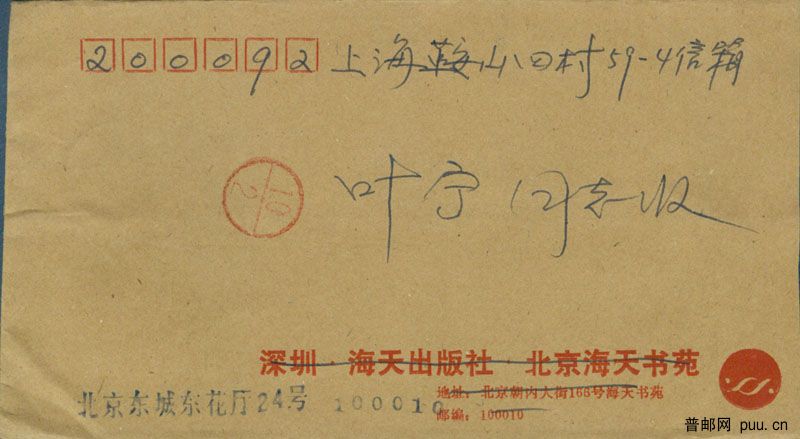 200092 上海鞍山四村59-4信箱
叶宁同志收
深圳·海天出版社·北京海天书苑
地址:北京朝内大街166号海天书苑
邮编:100010
北京东城东花厅24号 100010
普邮网 puu.cn